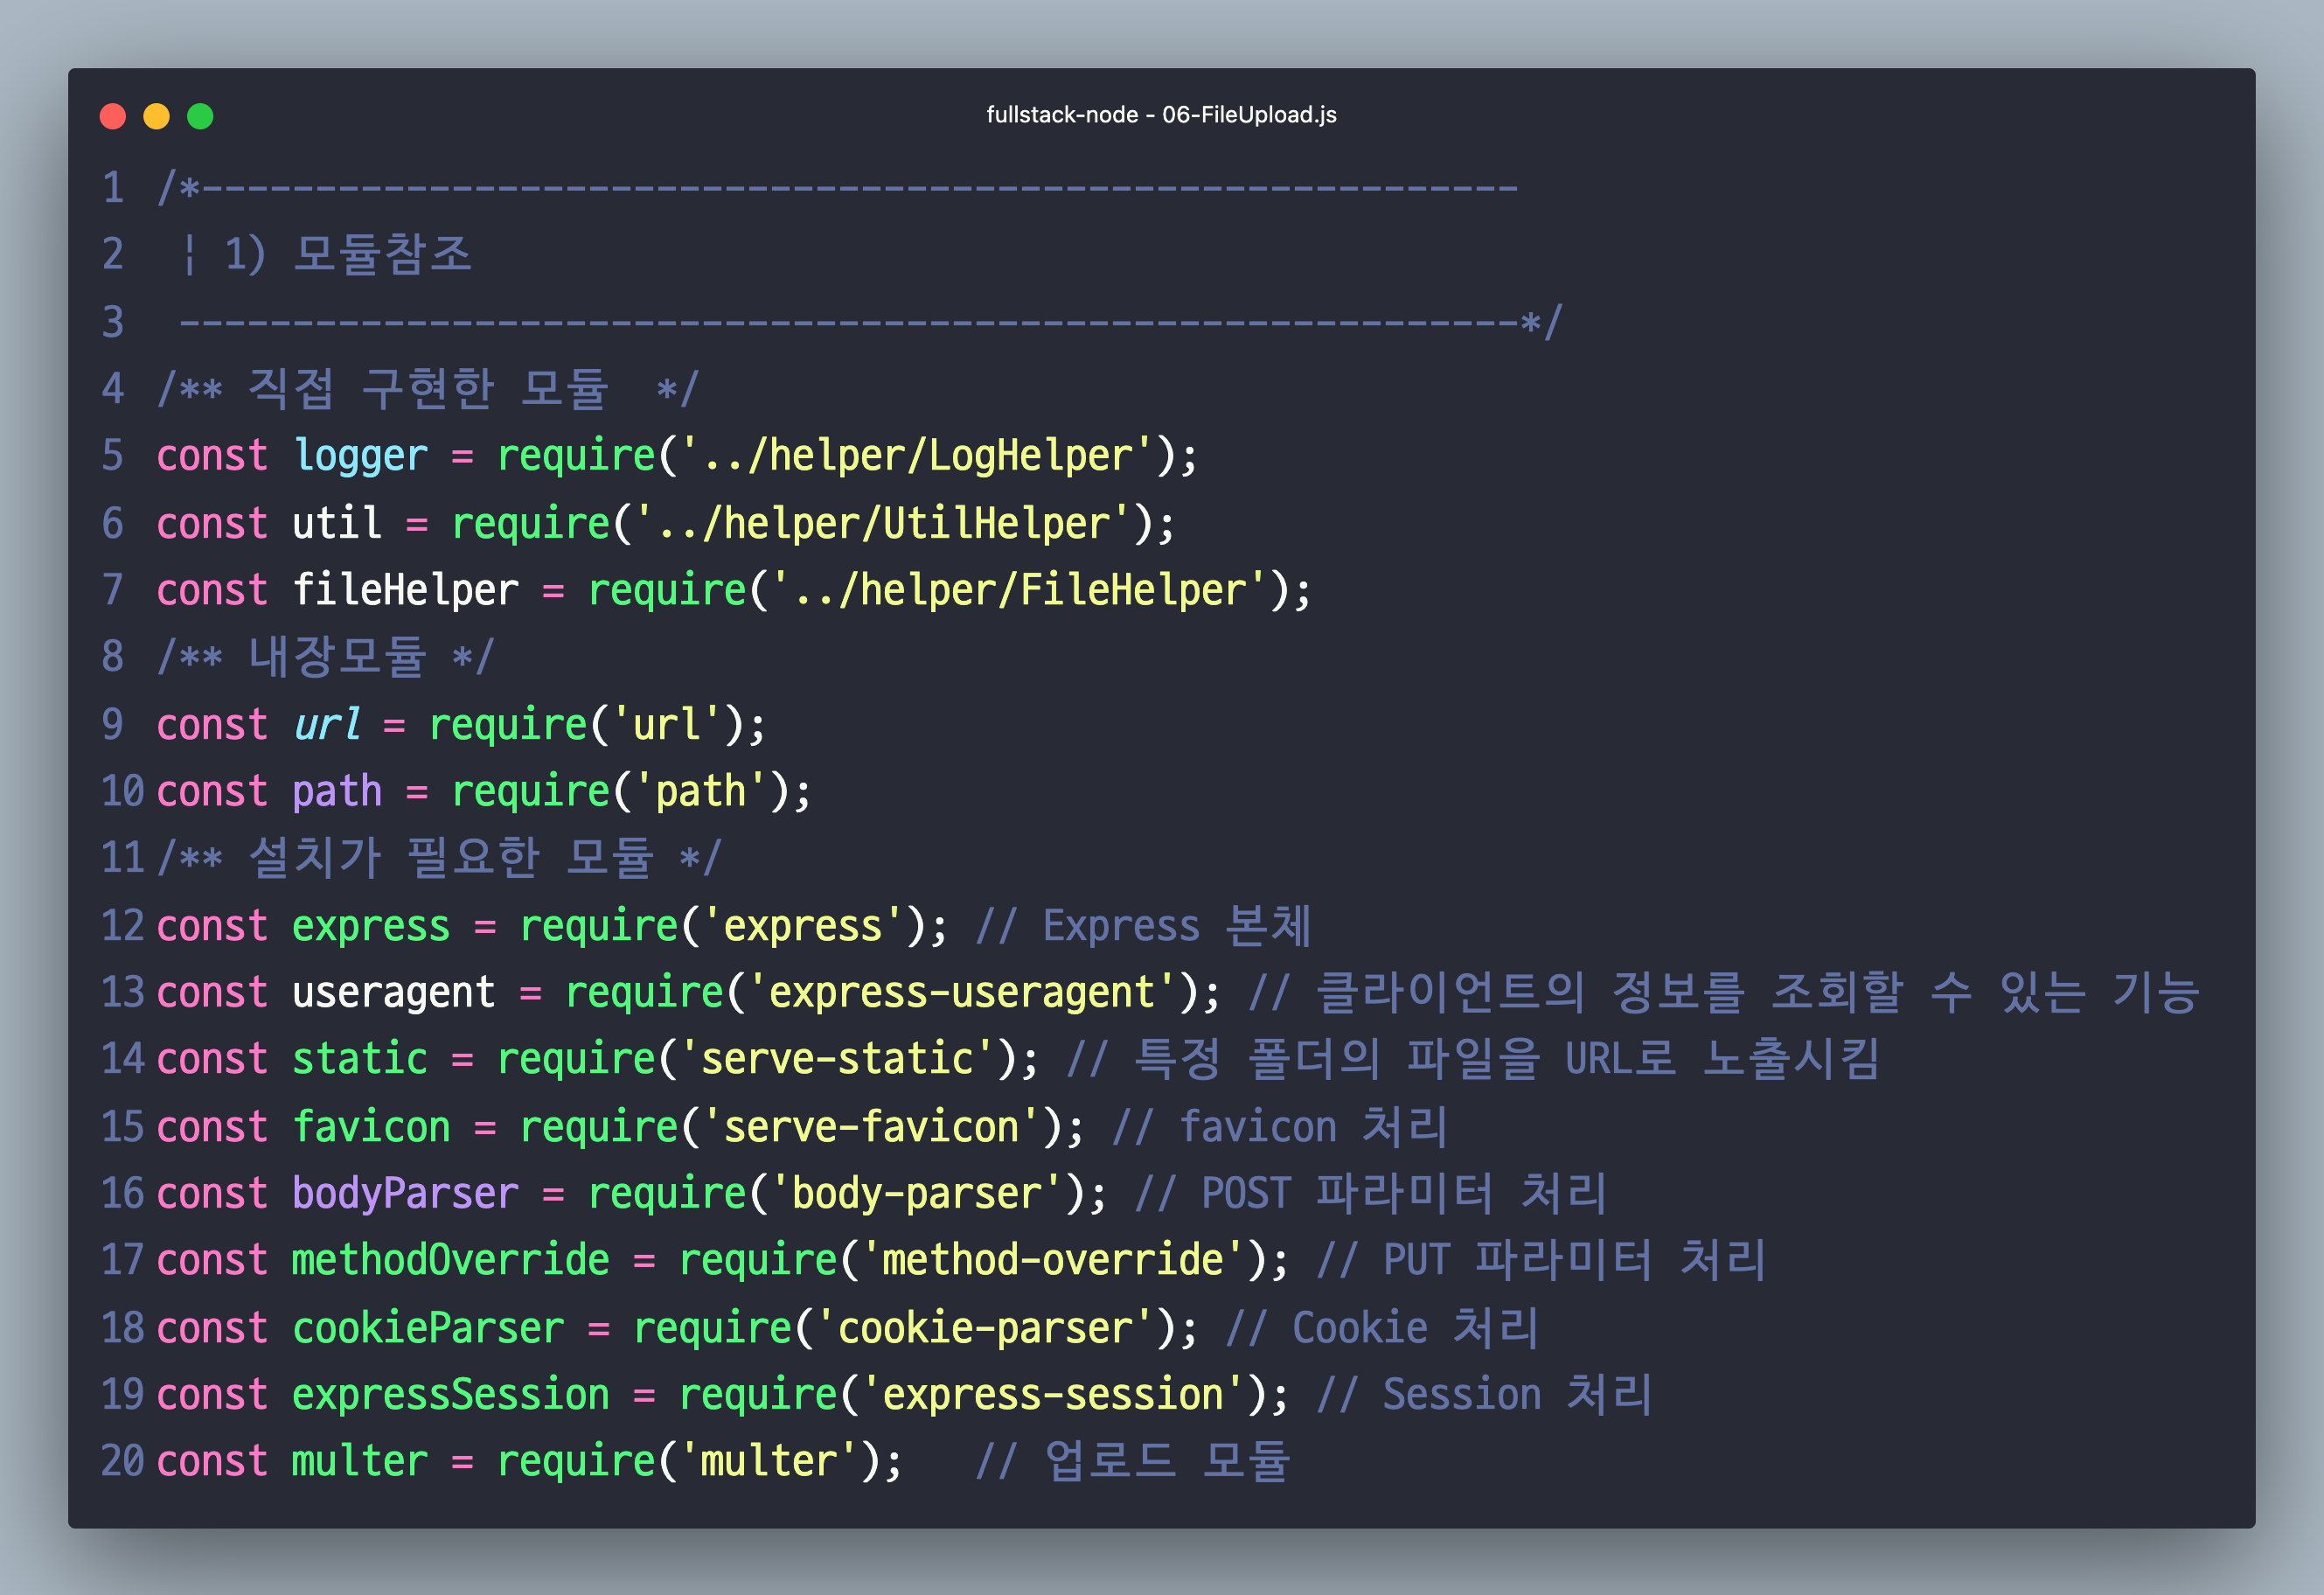 fullstack-node - 06-FileUpload.js
1 /*----------------------------------------------------------
2  | 1) 모듈참조
3  -----------------------------------------------------------*/
4 /** 직접 구현한 모듈  */
5 const logger = require('../helper/LogHelper');
6 const util = require('../helper/UtilHelper');
7 const fileHelper = require('../helper/FileHelper');
8 /** 내장모듈 */
9 const url = require('url');
10 const path = require('path');
11 /** 설치가 필요한 모듈 */
12 const express = require('express'); // Express 본체
13 const useragent = require('express-useragent'); // 클라이언트의 정보를 조회할 수 있는 기능
14 const static = require('serve-static'); // 특정 폴더의 파일을 URL로 노출시킴
15 const favicon = require('serve-favicon'); // favicon 처리
16 const bodyParser = require('body-parser'); // POST 파라미터 처리
17 const methodOverride = require('method-override'); // PUT 파라미터 처리
18 const cookieParser = require('cookie-parser'); // Cookie 처리
19 const expressSession = require('express-session'); // Session 처리
20 const multer = require('multer');   // 업로드 모듈